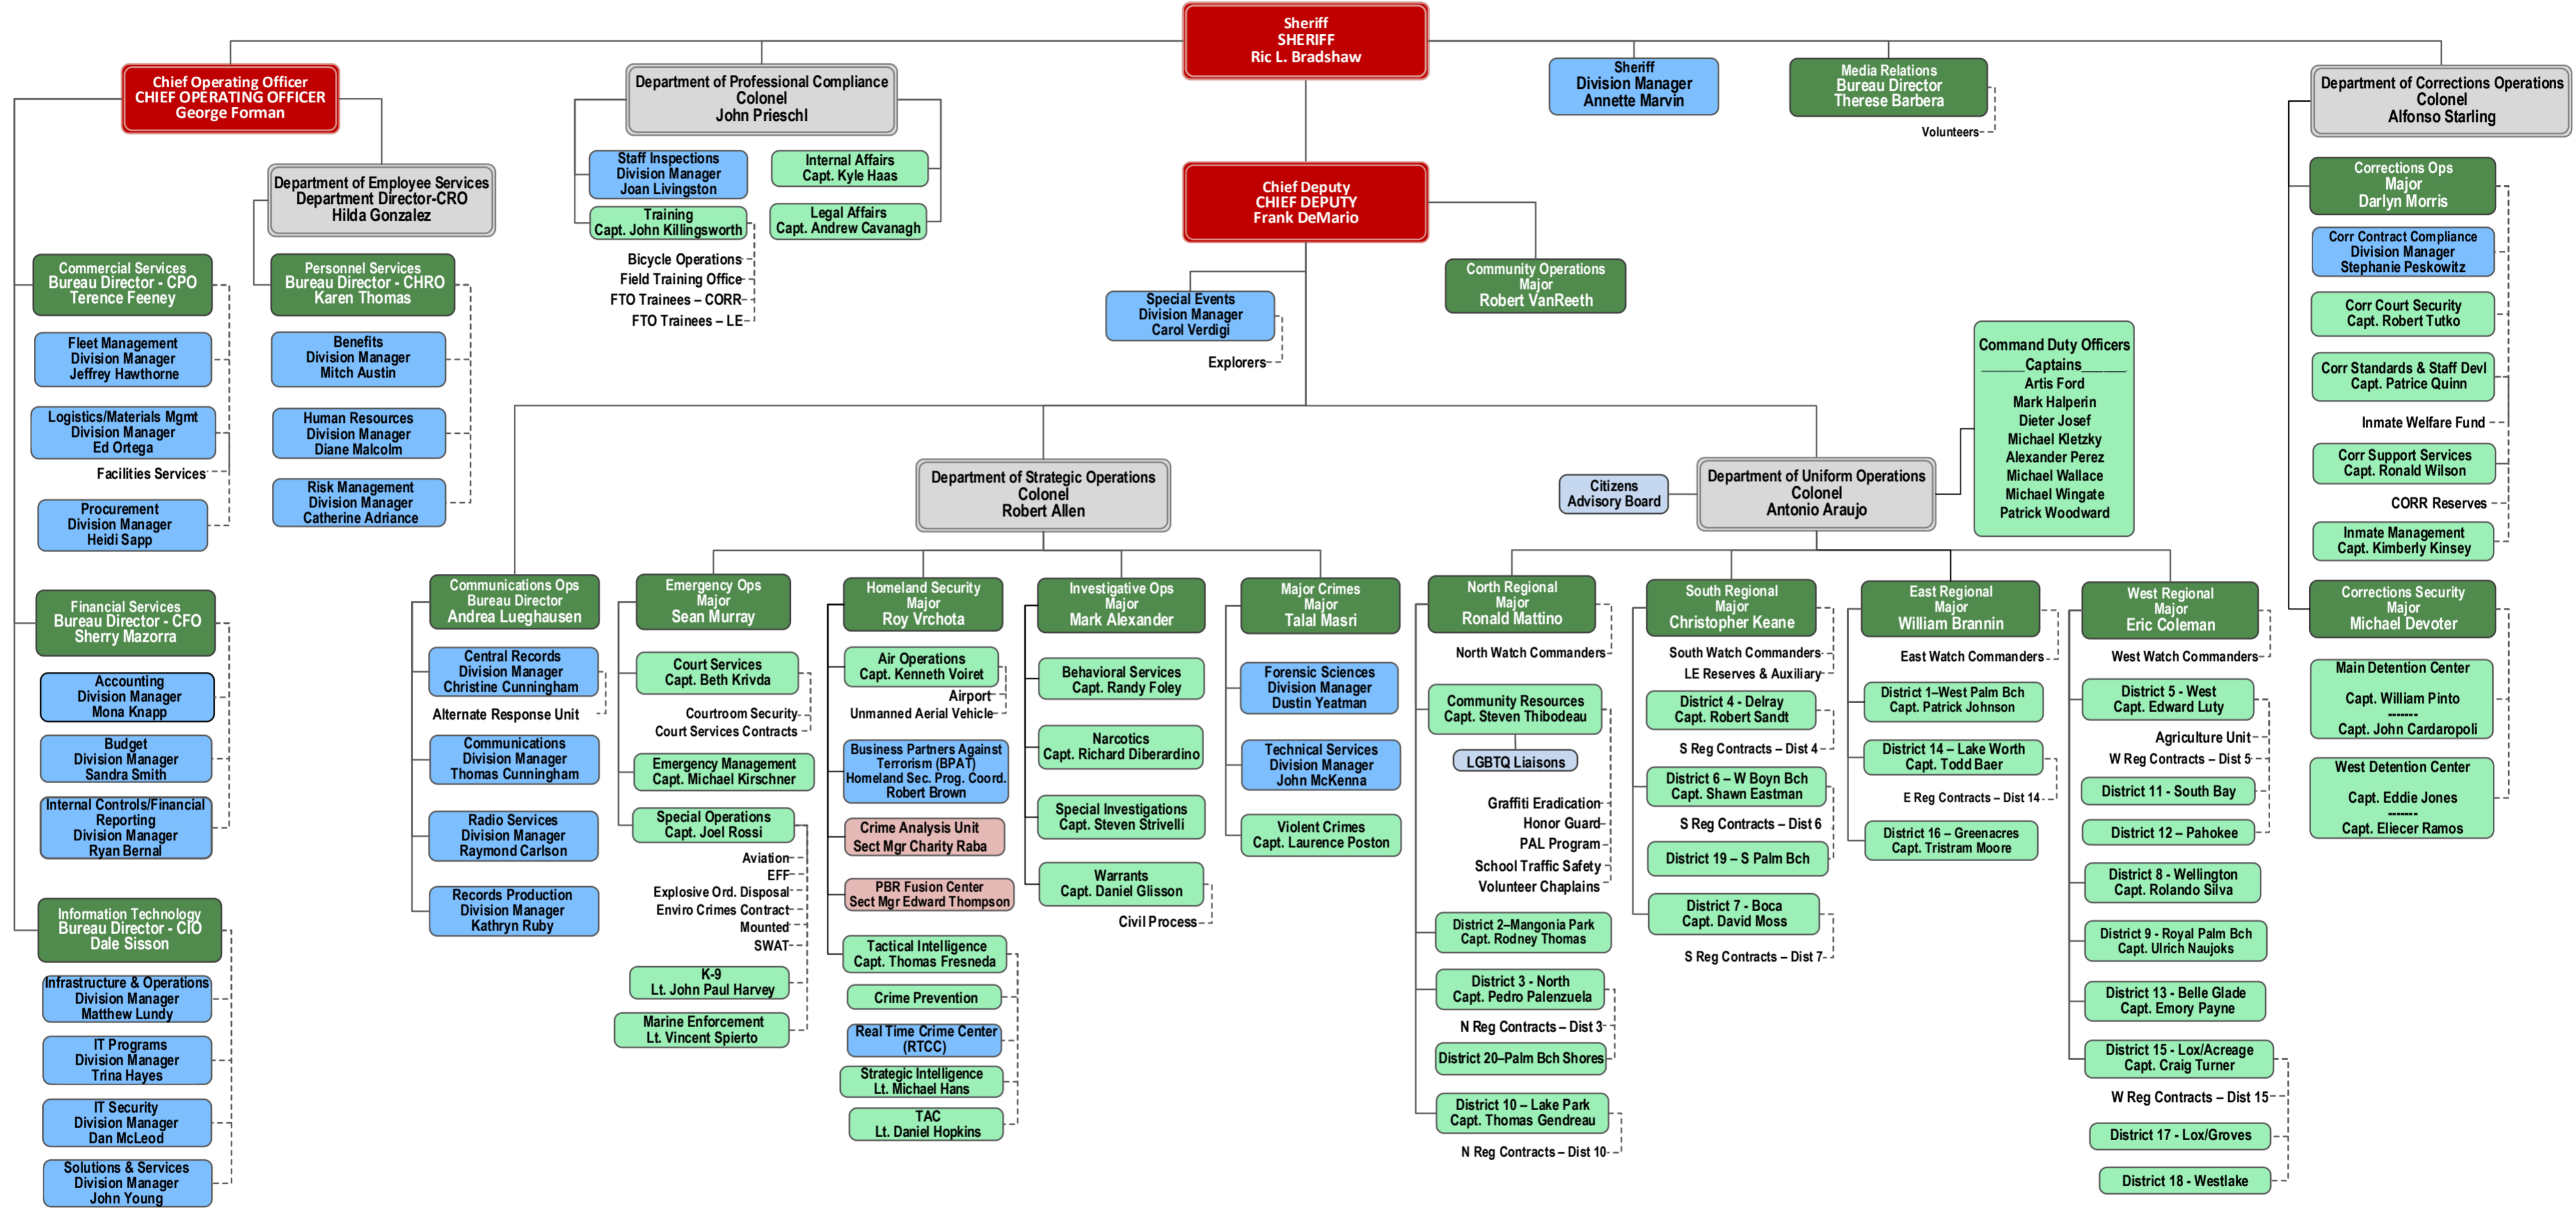 Sheriff
SHERIFF
Ric L. Bradshaw
Chief Operating Officer
CHIEF OPERATING OFFICER
George Forman
Department of Professional Compliance
Colonel
John Prieschl
Sheriff
Division Manager
Annette Marvin
Media Relations
Bureau Director
Therese Barbera
Volunteers
Department of Corrections Operations
Colonel
Alfonso Starling
Department of Employee Services
Department Director-CRO
Hilda Gonzalez
Staff Inspections
Division Manager
Joan Livingston
Internal Affairs
Capt. Kyle Haas
Training
Capt. John Killingsworth
Legal Affairs
Capt. Andrew Cavanagh
Bicycle Operations
Field Training Office
FTO Trainees – CORR
FTO Trainees – LE
Chief Deputy
CHIEF DEPUTY
Frank DeMario
Special Events
Division Manager
Carol Verdigi
Explorers
Community Operations
Major
Robert VanReeth
Commercial Services
Bureau Director - CPO
Terence Feeney
Fleet Management
Division Manager
Jeffrey Hawthorne
Logistics/Materials Mgmt
Division Manager
Ed Ortega
Facilities Services
Procurement
Division Manager
Heidi Sapp
Personnel Services
Bureau Director - CHRO
Karen Thomas
Benefits
Division Manager
Mitch Austin
Human Resources
Division Manager
Diane Malcolm
Risk Management
Division Manager
Catherine Adriance
Financial Services
Bureau Director - CFO
Sherry Mazorra
Accounting
Division Manager
Mona Knapp
Budget
Division Manager
Sandra Smith
Internal Controls/Financial
Reporting
Division Manager
Ryan Bernal
Information Technology
Bureau Director - CIO
Dale Sisson
Infrastructure & Operations
Division Manager
Matthew Lundy
IT Programs
Division Manager
Trina Hayes
IT Security
Division Manager
Dan McLeod
Solutions & Services
Division Manager
John Young
Department of Strategic Operations
Colonel
Robert Allen
Citizens
Advisory Board
Department of Uniform Operations
Colonel
Antonio Araujo
Command Duty Officers
______Captains______
Artis Ford
Mark Halperin
Dieter Josef
Michael Kletzky
Alexander Perez
Michael Wallace
Michael Wingate
Patrick Woodward
Communications Ops
Bureau Director
Andrea Lueghausen
Central Records
Division Manager
Christine Cunningham
Alternate Response Unit
Communications
Division Manager
Thomas Cunningham
Radio Services
Division Manager
Raymond Carlson
Records Production
Division Manager
Kathryn Ruby
Emergency Ops
Major
Sean Murray
Court Services
Capt. Beth Krivda
Courtroom Security
Court Services Contracts
Emergency Management
Capt. Michael Kirschner
Special Operations
Capt. Joel Rossi
Aviation
EFF
Explosive Ord. Disposal
Enviro Crimes Contract
Mounted
SWAT
K-9
Lt. John Paul Harvey
Marine Enforcement
Lt. Vincent Spierto
Homeland Security
Major
Roy Vrchota
Air Operations
Capt. Kenneth Voiret
Airport
Unmanned Aerial Vehicle
Business Partners Against
Terrorism (BPAT)
Homeland Sec. Prog. Coord.
Robert Brown
Crime Analysis Unit
Sect Mgr Charity Raba
PBR Fusion Center
Sect Mgr Edward Thompson
Tactical Intelligence
Capt. Thomas Fresneda
Crime Prevention
Real Time Crime Center
(RTCC)
Strategic Intelligence
Lt. Michael Hans
TAC
Lt. Daniel Hopkins
Investigative Ops
Major
Mark Alexander
Behavioral Services
Capt. Randy Foley
Narcotics
Capt. Richard Diberardino
Special Investigations
Capt. Steven Strivelli
Warrants
Capt. Daniel Glisson
Civil Process
Major Crimes
Major
Talal Masri
Forensic Sciences
Division Manager
Dustin Yeatman
Technical Services
Division Manager
John McKenna
Violent Crimes
Capt. Laurence Poston
North Regional
Major
Ronald Mattino
North Watch Commanders
Community Resources
Capt. Steven Thibodeau
LGBTQ Liaisons
Graffiti Eradication
Honor Guard
PAL Program
School Traffic Safety
Volunteer Chaplains
District 2–Mangonia Park
Capt. Rodney Thomas
District 3 - North
Capt. Pedro Palenzuela
N Reg Contracts – Dist 3
District 20–Palm Bch Shores
District 10 – Lake Park
Capt. Thomas Gendreau
N Reg Contracts – Dist 10
South Regional
Major
Christopher Keane
South Watch Commanders
LE Reserves & Auxiliary
District 4 - Delray
Capt. Robert Sandt
S Reg Contracts – Dist 4
District 6 – W Boyn Bch
Capt. Shawn Eastman
S Reg Contracts – Dist 6
District 19 – S Palm Bch
District 7 - Boca
Capt. David Moss
S Reg Contracts – Dist 7
East Regional
Major
William Brannin
East Watch Commanders
District 1–West Palm Bch
Capt. Patrick Johnson
District 14 – Lake Worth
Capt. Todd Baer
E Reg Contracts – Dist 14
District 16 – Greenacres
Capt. Tristram Moore
West Regional
Major
Eric Coleman
West Watch Commanders
District 5 - West
Capt. Edward Luty
Agriculture Unit
W Reg Contracts – Dist 5
District 11 - South Bay
District 12 – Pahokee
District 8 - Wellington
Capt. Rolando Silva
District 9 - Royal Palm Bch
Capt. Ulrich Naujoks
District 13 - Belle Glade
Capt. Emory Payne
District 15 - Lox/Acreage
Capt. Craig Turner
W Reg Contracts – Dist 15
District 17 - Lox/Groves
District 18 - Westlake
Corrections Ops
Major
Darlyn Morris
Corr Contract Compliance
Division Manager
Stephanie Peskowitz
Corr Court Security
Capt. Robert Tutko
Corr Standards & Staff Devl
Capt. Patrice Quinn
Inmate Welfare Fund
Corr Support Services
Capt. Ronald Wilson
CORR Reserves
Inmate Management
Capt. Kimberly Kinsey
Corrections Security
Major
Michael Devoter
Main Detention Center
Capt. William Pinto
-------
Capt. John Cardaropoli
West Detention Center
Capt. Eddie Jones
-------
Capt. Eliecer Ramos